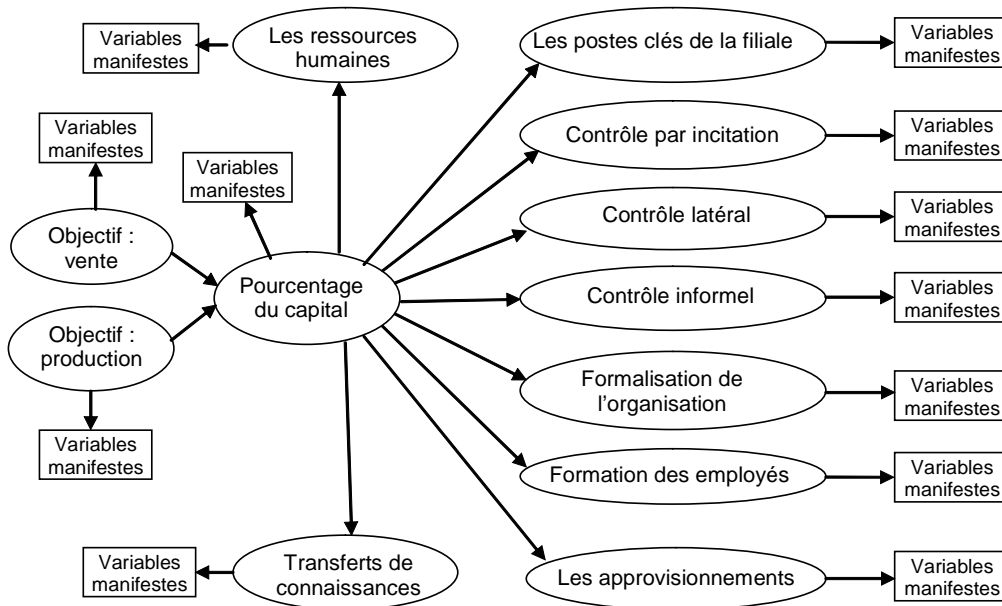 Variables
manifestes
Les ressources
humaines
Les postes clés de la filiale
Variables
manifestes
Variables
manifestes
Variables
manifestes
Contrôle par incitation
Variables
manifestes
Objectif :
vente
Contrôle latéral
Variables
manifestes
Pourcentage
du capital
Contrôle informel
Variables
manifestes
Objectif :
production
Formalisation de
l'organisation
Variables
manifestes
Variables
manifestes
Formation des employés
Variables
manifestes
Variables
manifestes
Transferts de
connaissances
Les approvisionnements
Variables
manifestes